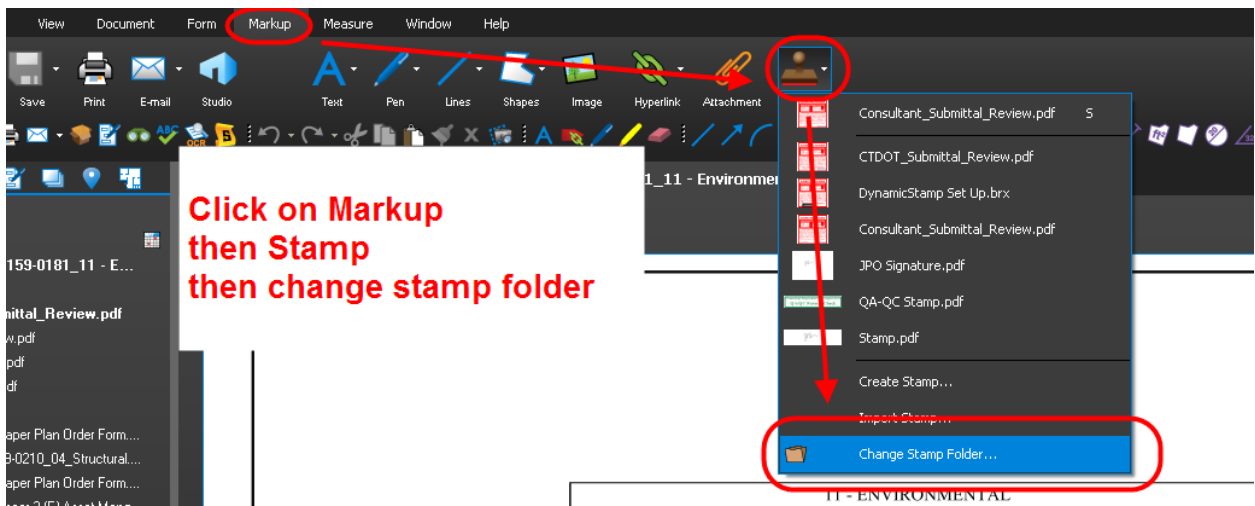 View Document Form Markup Measure Window Help
Save Print E-mail Studio Text Pen Lines Shapes Image Hyperlink Attachment
Click on Markup
then Stamp
then change stamp folder
1_11 - Environmen
Consultant_Submittal_Review.pdf S
CTDOT_Submittal_Review.pdf
DynamicStamp Set Up.brx
Consultant_Submittal_Review.pdf
JPO Signature.pdf
QA-QC Stamp.pdf
Stamp.pdf
Create Stamp...
Import Stamp...
Change Stamp Folder...
159-0181_11 - E...
mittal_Review.pdf
w.pdf
pdf
df
aper Plan Order Form....
9-0210_04_Structural....
aper Plan Order Form....
11 - ENVIRONMENTAL